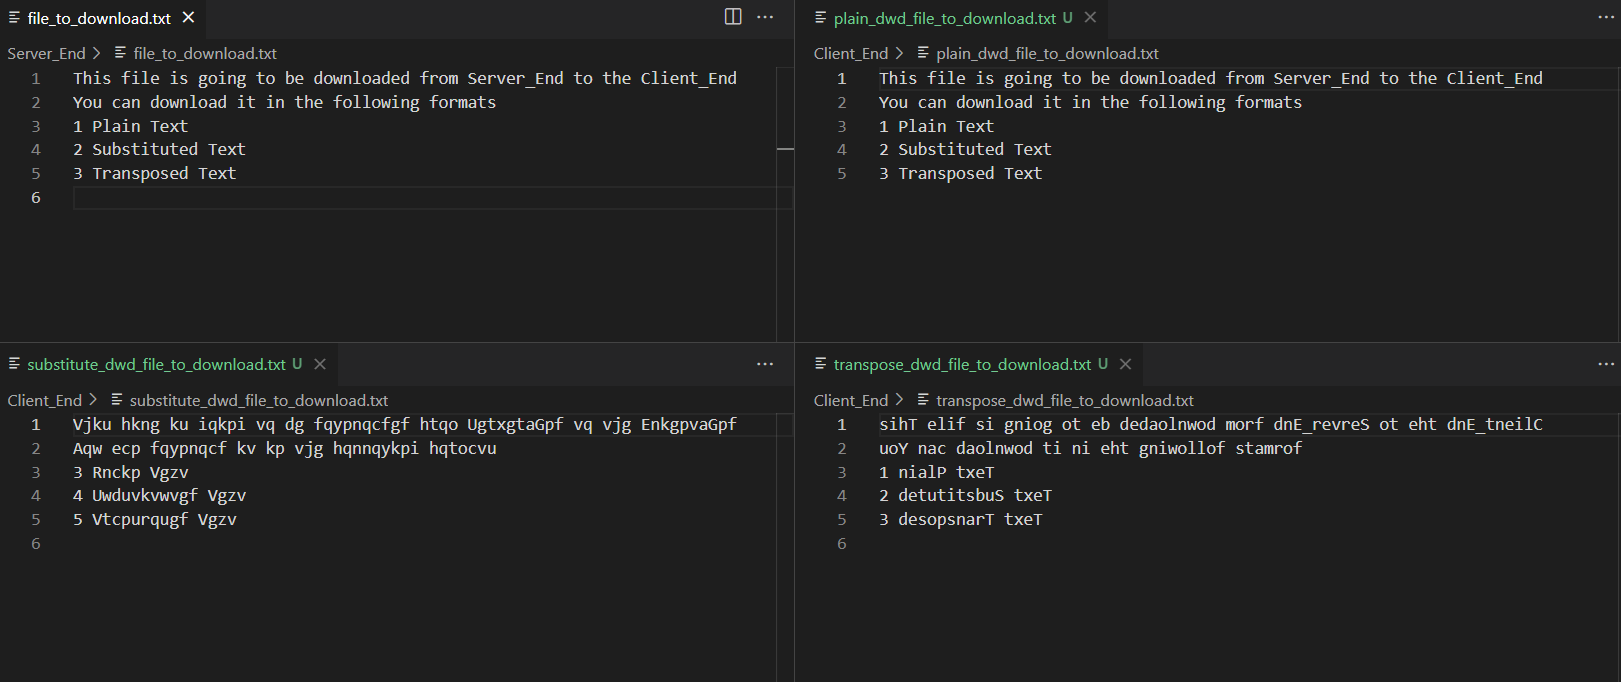 file_to_download.txt
Server_End > file_to_download.txt
1 This file is going to be downloaded from Server_End to the Client_End
2 You can download it in the following formats
3 1 Plain Text
4 2 Substituted Text
5 3 Transposed Text
6
plain_dwd_file_to_download.txt U
Client_End > plain_dwd_file_to_download.txt
1 This file is going to be downloaded from Server_End to the Client_End
2 You can download it in the following formats
3 1 Plain Text
4 2 Substituted Text
5 3 Transposed Text
substitute_dwd_file_to_download.txt U
Client_End > substitute_dwd_file_to_download.txt
1 Vjku hkng ku iqkpi vq dg fqypnqcfgf htqo UgtxgtaGpf vq vjg EnkgpvaGpf
2 Aqw ecp fqypnqcf kv kp vjg hqnnqykpi hqtocvu
3 3 Rnckp Vgzv
4 4 Uwduvkvwvgf Vgzv
5 5 Vtcpurqugf Vgzv
6
transpose_dwd_file_to_download.txt U
Client_End > transpose_dwd_file_to_download.txt
1 sihT elif si gniog ot eb dedaolnwod morf dnE_revreS ot eht dnE_tneilC
2 uoY nac daolnwod ti ni eht gniwollof stamrof
3 1 nialP txeT
4 2 detutitsbuS txeT
5 3 desopsnarT txeT
6